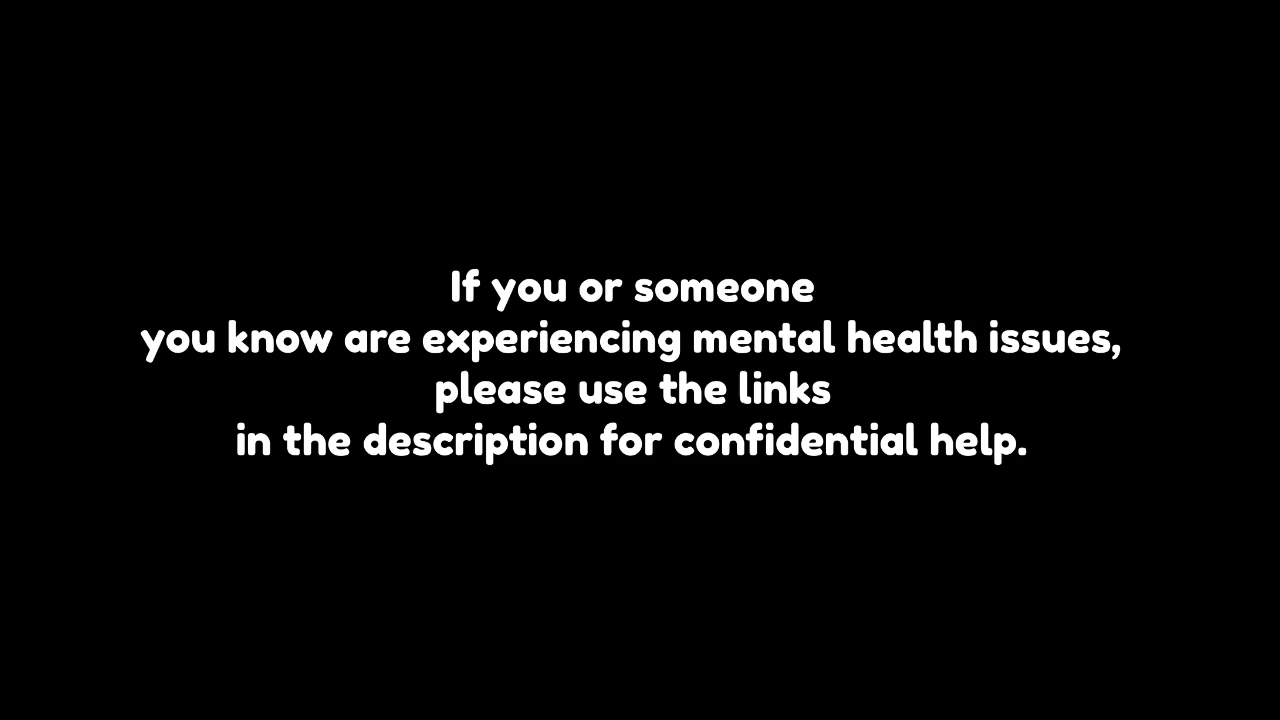 If you or someone
you know are experiencing mental health issues,
please use the links
in the description for confidential help.